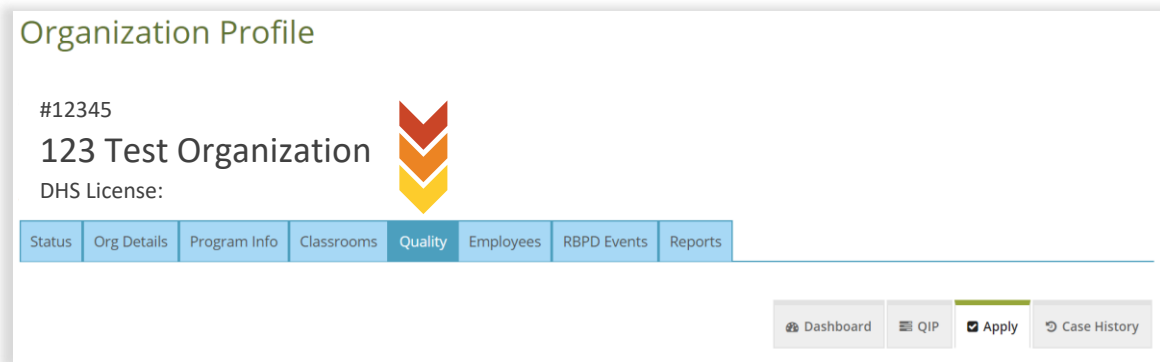 Organization Profile
#12345
123 Test Organization
DHS License:
Status Org Details Program Info Classrooms Quality Employees RBPD Events Reports
Dashboard QIP Apply Case History